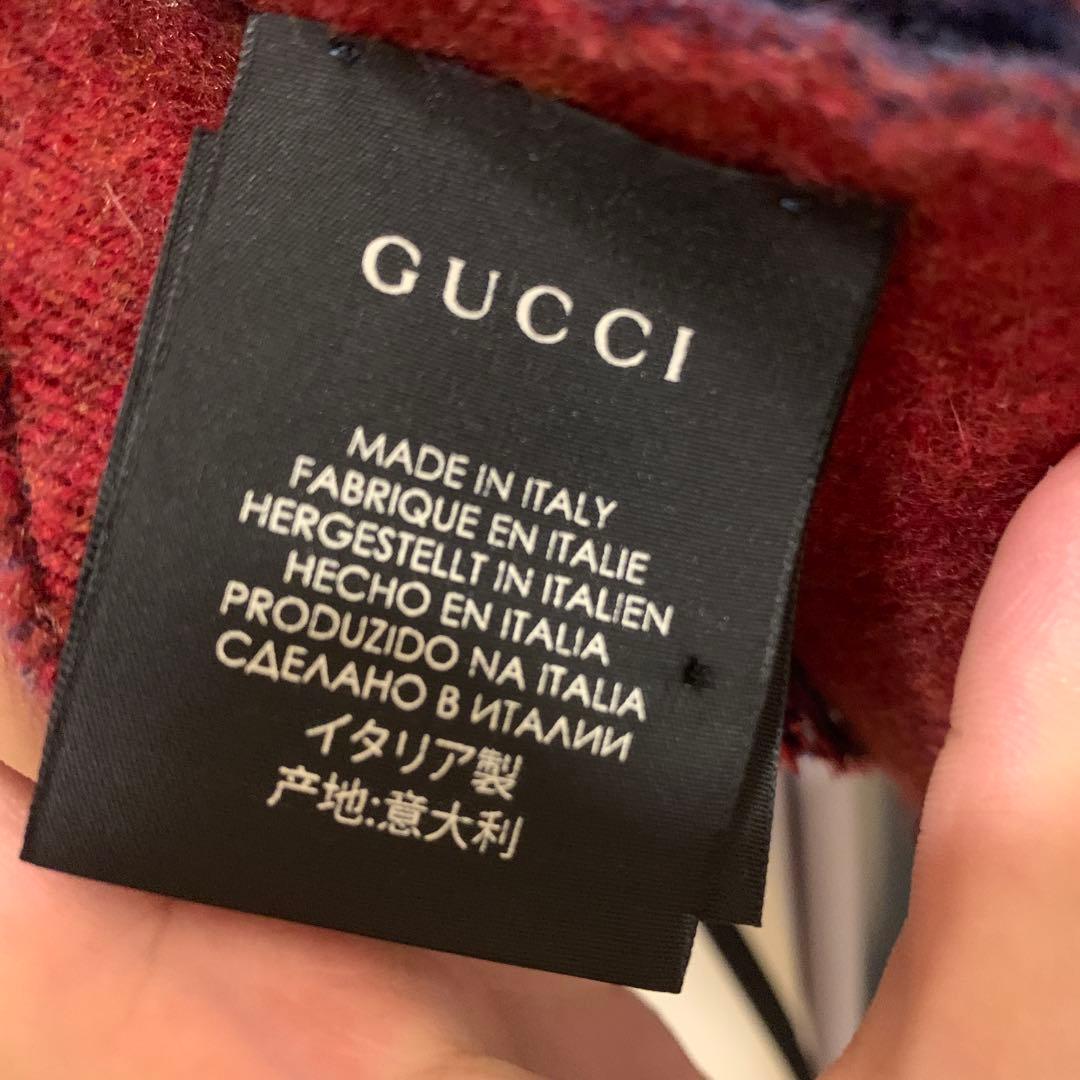 GUCCI
MADE IN ITALY
FABRIQUE EN ITALIE
HERGESTELLT IN ITALIEN
HECHO EN ITALIA
PRODUZIDO NA ITALIA
СДЕЛАНО В ИТАЛИИ
イタリア製
产地:意大利